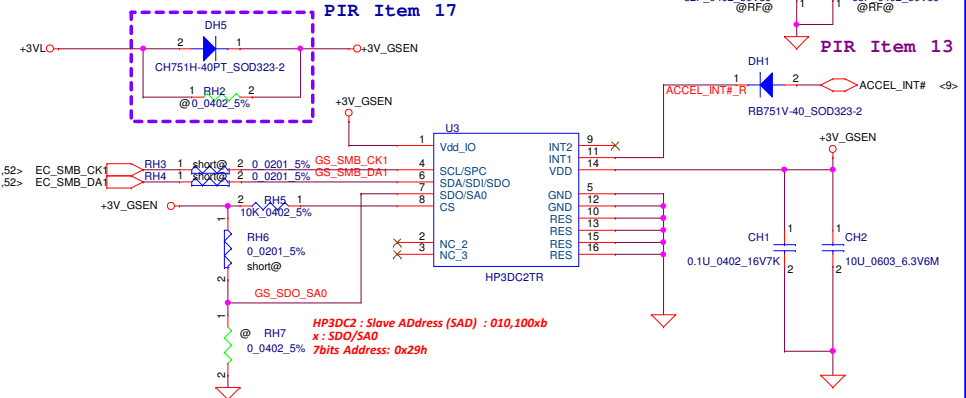 @RF@
@RF@
PIR Item 17
PIR Item 13
DH5
+3VL
2
1
+3V_GSEN
CH751H-40PT_SOD323-2
1 RH2 2
@ 0_0402_5%
DH1
ACCEL_INT#_R
1
2
ACCEL_INT# <9>
RB751V-40_SOD323-2
+3V_GSEN
+3V_GSEN
U3
1 Vdd_IO
INT2 9
INT1 11
VDD 14
,52> EC_SMB_CK1
RH3 1 short@ 2 0_0201_5% GS_SMB_CK1
4 SCL/SPC
,52> EC_SMB_DA1
RH4 1 short@ 2 0_0201_5% GS_SMB_DA1
6 SDA/SDI/SDO
7 SDO/SA0
8 CS
GND 5
GND 12
RES 10
RES 13
RES 15
RES 16
+3V_GSEN
2 RH5 1
10K_0402_5%
1
RH6
0_0201_5%
short@
2
2 NC_2
3 NC_3
HP3DC2TR
1
CH1
0.1U_0402_16V7K
2
1
CH2
10U_0603_6.3V6M
2
GS_SDO_SA0
1
@ RH7
0_0402_5%
2
HP3DC2 : Slave ADdress (SAD) : 010,100xb
x : SDO/SA0
7bits Address: 0x29h